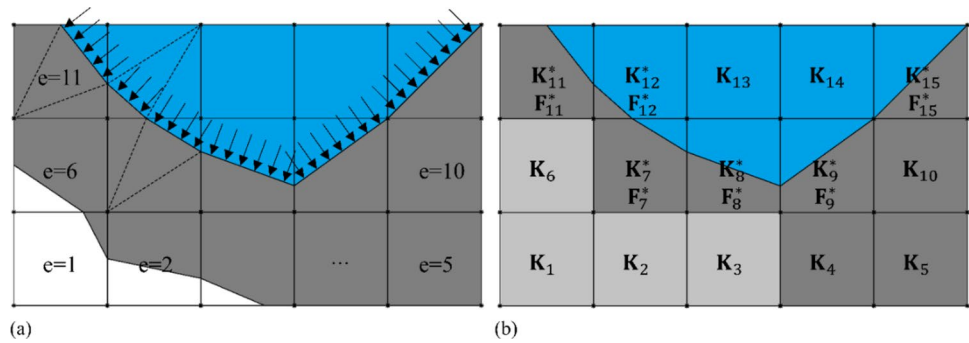 e=11
e=6
e=10
e=1
e=2
...
e=5
(a)
K*11
F*11
K*12
F*12
K13
K14
K*15
F*15
K6
K*7
F*7
K*8
F*8
K*9
F*9
K10
K1
K2
K3
K4
K5
(b)